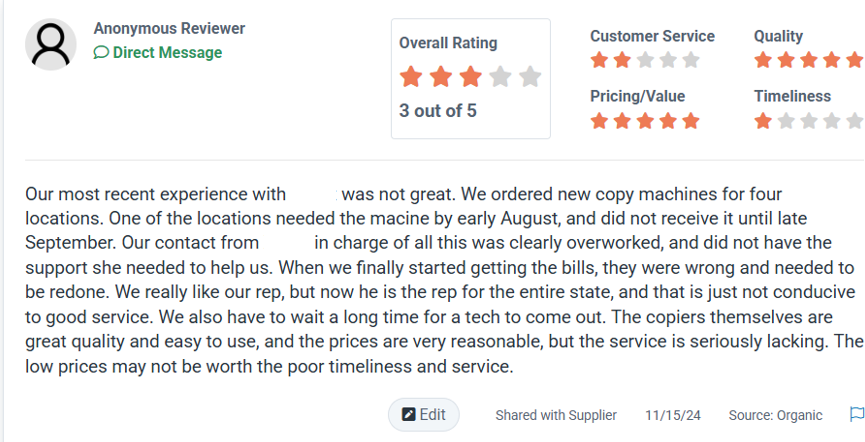 Anonymous Reviewer
Direct Message
Overall Rating
3 out of 5
Customer Service
Quality
Pricing/Value
Timeliness
Our most recent experience with was not great. We ordered new copy machines for four
locations. One of the locations needed the macine by early August, and did not receive it until late
September. Our contact from in charge of all this was clearly overworked, and did not have the
support she needed to help us. When we finally started getting the bills, they were wrong and needed to
be redone. We really like our rep, but now he is the rep for the entire state, and that is just not conducive
to good service. We also have to wait a long time for a tech to come out. The copiers themselves are
great quality and easy to use, and the prices are very reasonable, but the service is seriously lacking. The
low prices may not be worth the poor timeliness and service.
Edit
Shared with Supplier
11/15/24
Source: Organic